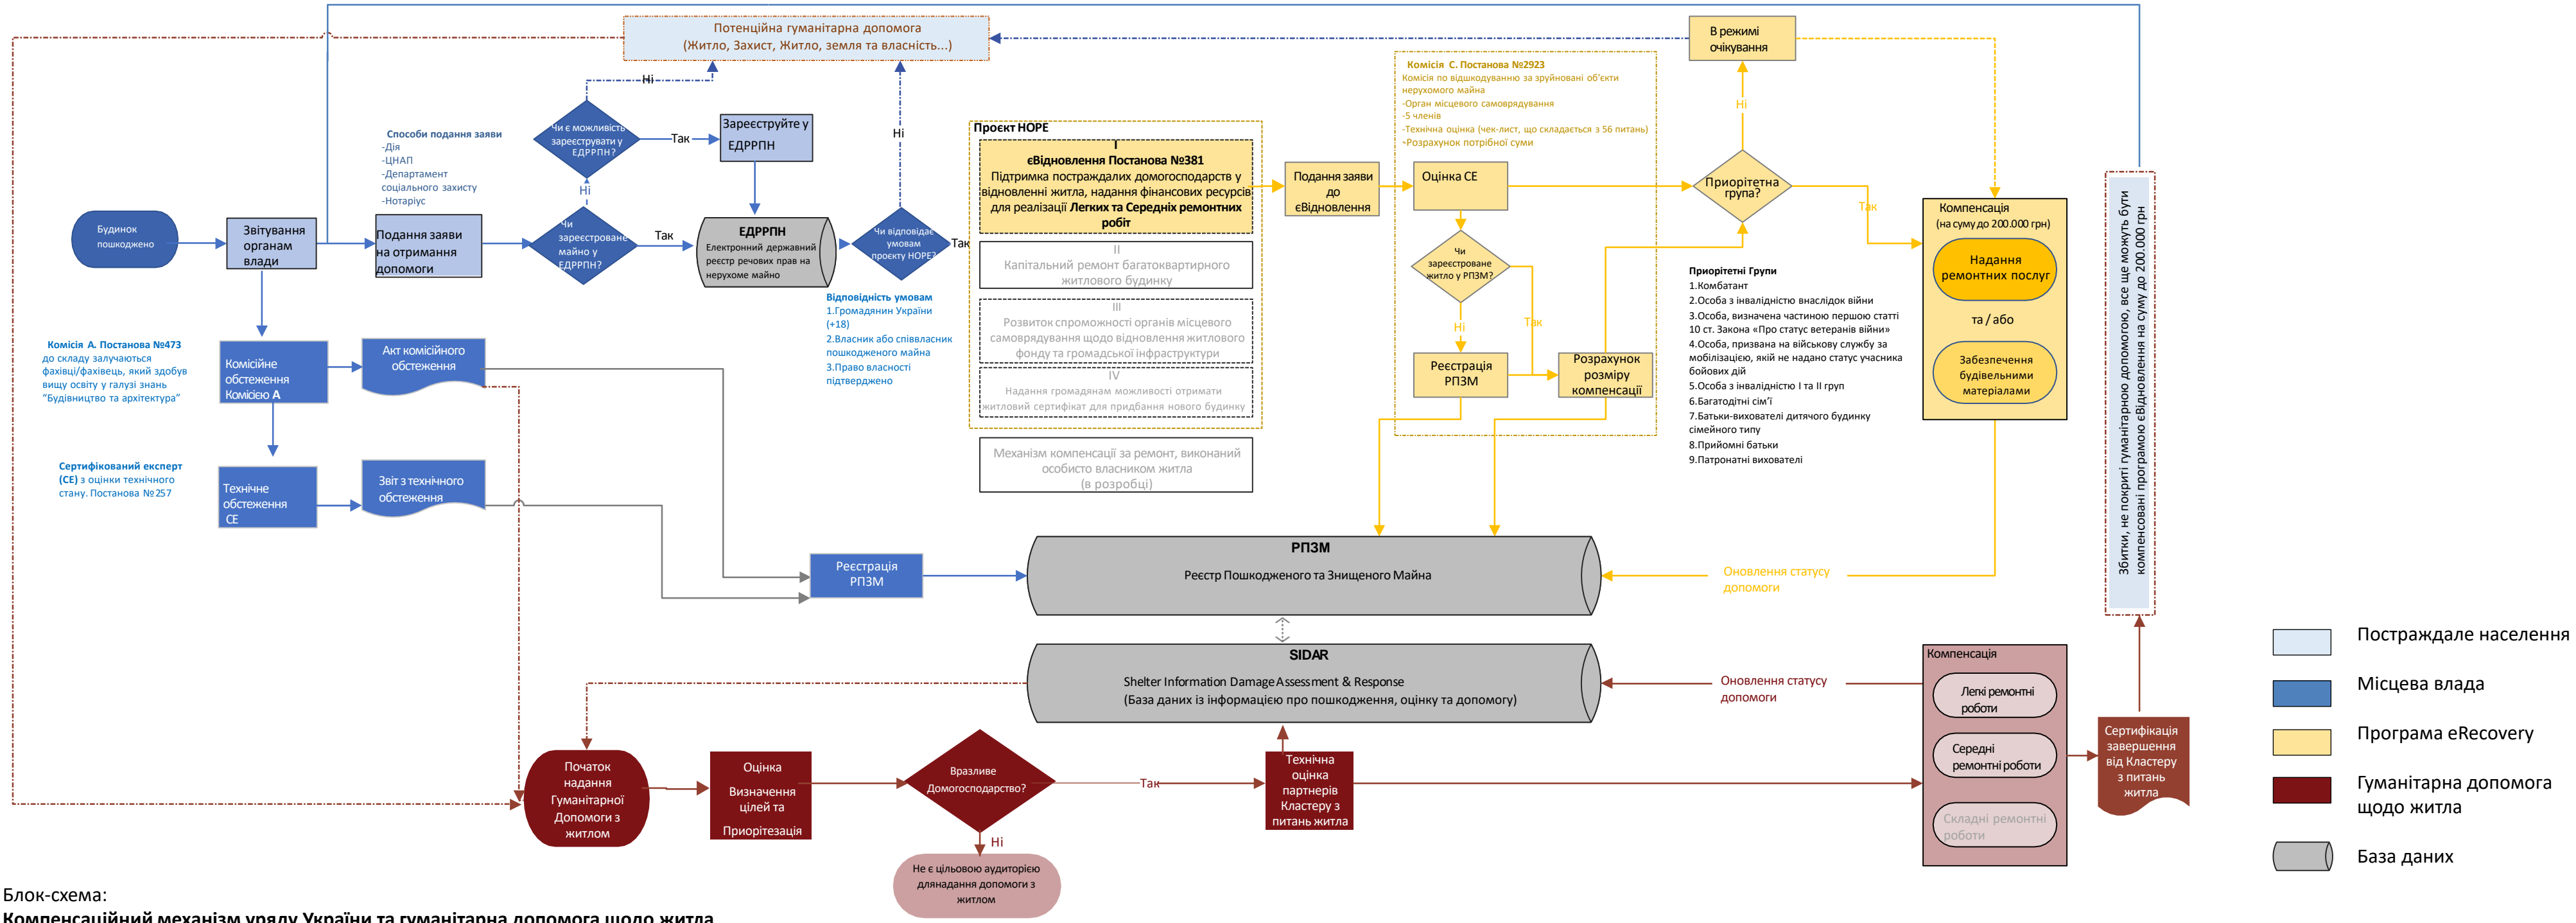 Потенційна гуманітарна допомога
(Житло, Захист, Житло, земля та власність...)
В режимі
очікування
Комісія С. Постанова №2923
Комісія по відшкодуванню за зруйновані об'єкти
нерухомого майна
-Орган місцевого самоврядування
-5 членів
-Технічна оцінка (чек-лист, що складається з 56 питань)
-Розрахунок потрібної суми
Ні
Ні
Ні
Способи подання заяви
-Дія
-ЦНАП
-Департамент
соціального захисту
-Нотаріус
Чи є можливість
зареєструвати у
ЕДРРПН?
Так
Зареєструйте у
ЕДРРПН
Ні
Будинок
пошкоджено
Звітування
органам
влади
Подання заяви
на отримання
допомоги
Чи
зареєстроване
майно у
ЕДРРПН?
Так
ЕДРРПН
Електронний державний
реєстр речових прав на
нерухоме майно
Чи відповідає
умовам
проєкту HOPE?
Так
Відповідність умовам
1.Громадянин України
(+18)
2.Власник або співвласник
пошкодженого майна
3.Право власності
підтверджено
Проєкт HOPE
I
єВідновлення Постанова №381
Підтримка постраждалих домогосподарств у
відновленні житла, надання фінансових ресурсів
для реалізації Легких та Середніх ремонтних
робіт
II
Капітальний ремонт багатоквартирного
житлового будинку
III
Розвиток спроможності органів місцевого
самоврядування щодо відновлення житлового
фонду та громадської інфраструктури
IV
Надання громадянам можливості отримати
житловий сертифікат для придбання нового будинку
Механізм компенсації за ремонт, виконаний
особисто власником житла
(в розробці)
Подання заяви
до
єВідновлення
Оцінка СЕ
Чи
зареєстроване
житло у РПЗМ?
Ні
Так
Реєстрація
РПЗМ
Розрахунок
розміру
компенсації
Приорітетна
група?
Так
Приорітетні Групи
1.Комбатант
2.Особа з інвалідністю внаслідок війни
3.Особа, визначена частиною першою статті
10 ст. Закона «Про статус ветеранів війни»
4.Особа, призвана на військову службу за
мобілізацією, якій не надано статус учасника
бойових дій
5.Особа з інвалідністю I та II груп
6.Багатодітні сім'ї
7.Батьки-вихователі дитячого будинку
сімейного типу
8.Прийомні батьки
9.Патронатні вихователі
Компенсація
(на суму до 200.000 грн)
Надання
ремонтних послуг
та / або
Забезпечення
будівельними
матеріалами
Збитки, не покриті гуманітарною допомогою, все ще можуть бути
компенсовані програмою єВідновлення на суму до 200.000 грн
Комісія А. Постанова №473
до складу залучаються
фахівці/фахівець, який здобув
вищу освіту у галузі знань
"Будівництво та архітектура"
Комісійне
обстеження
Комісією А
Акт комісійного
обстеження
Сертифікований експерт
(СЕ) з оцінки технічного
стану. Постанова №257
Технічне
обстеження
СЕ
Звіт з технічного
обстеження
Реєстрація
РПЗМ
РПЗМ
Реєстр Пошкодженого та Знищеного Майна
Оновлення статусу
допомоги
SIDAR
Shelter Information Damage Assessment & Response
(База даних із інформацією про пошкодження, оцінку та допомогу)
Оновлення статусу
допомоги
Початок
надання
Гуманітарної
Допомоги з
житлом
Оцінка
Визначення
цілей та
Приорітезація
Вразливе
Домогосподарство?
Так
Ні
Не є цільовою аудиторією
длянадання допомоги з
житлом
Технічна
оцінка
партнерів
Кластеру з
питань житла
Компенсація
Легкі ремонтні
роботи
Середні
ремонтні роботи
Складні ремонтні
роботи
Сертифікація
завершення
від Кластеру
з питань
житла
Постраждале населення
Місцева влада
Програма eRecovery
Гуманітарна допомога
щодо житла
База даних
Блок-схема:
Компенсаційний механізм уряду України та гуманітарна допомога щодо житла